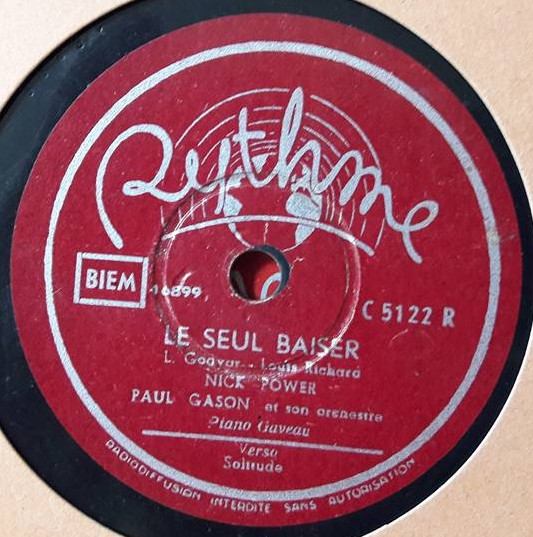 Rythme
BIEM
16899
C 5122 R
LE SEUL BAISER
L. Louis Richard
NICK POWER
PAUL GASON et son orchestre
Piano Gaveau
Verso
Solitude
RADIODIFFUSION INTERDITE SANS AUTORISATION